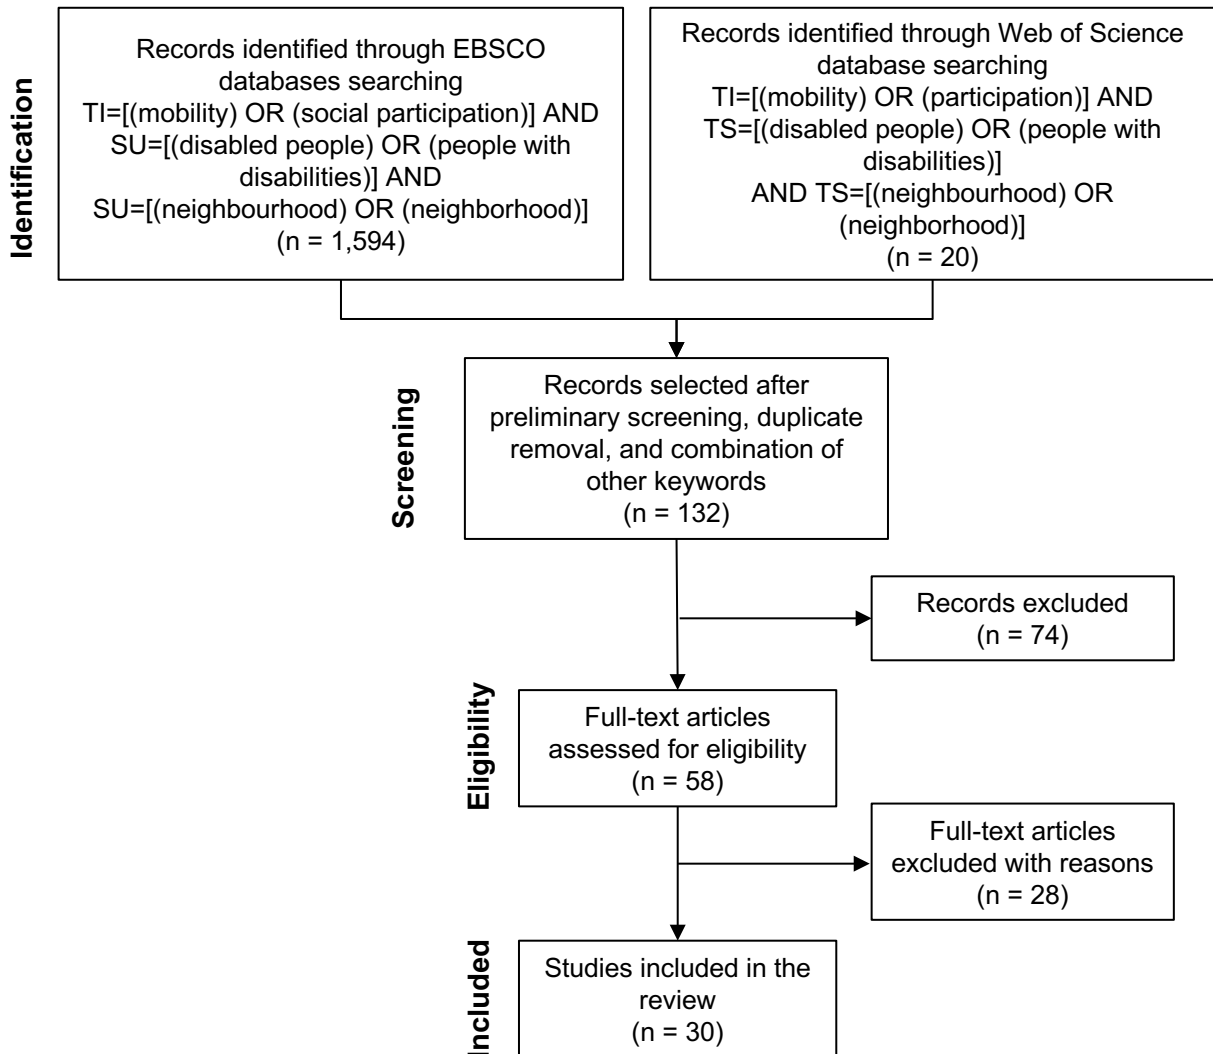 Identification
Records identified through EBSCO
databases searching
TI=[(mobility) OR (social participation)] AND
SU=[(disabled people) OR (people with
disabilities)] AND
SU=[(neighbourhood) OR (neighborhood)]
(n = 1,594)
Records identified through Web of Science
database searching
TI=[(mobility) OR (participation)] AND
TS=[(disabled people) OR (people with
disabilities)]
AND TS=[(neighbourhood) OR
(neighborhood)]
(n = 20)
Screening
Records selected after
preliminary screening, duplicate
removal, and combination of
other keywords
(n = 132)
Records excluded
(n = 74)
Eligibility
Full-text articles
assessed for eligibility
(n = 58)
Full-text articles
excluded with reasons
(n = 28)
Included
Studies included in the
review
(n = 30)